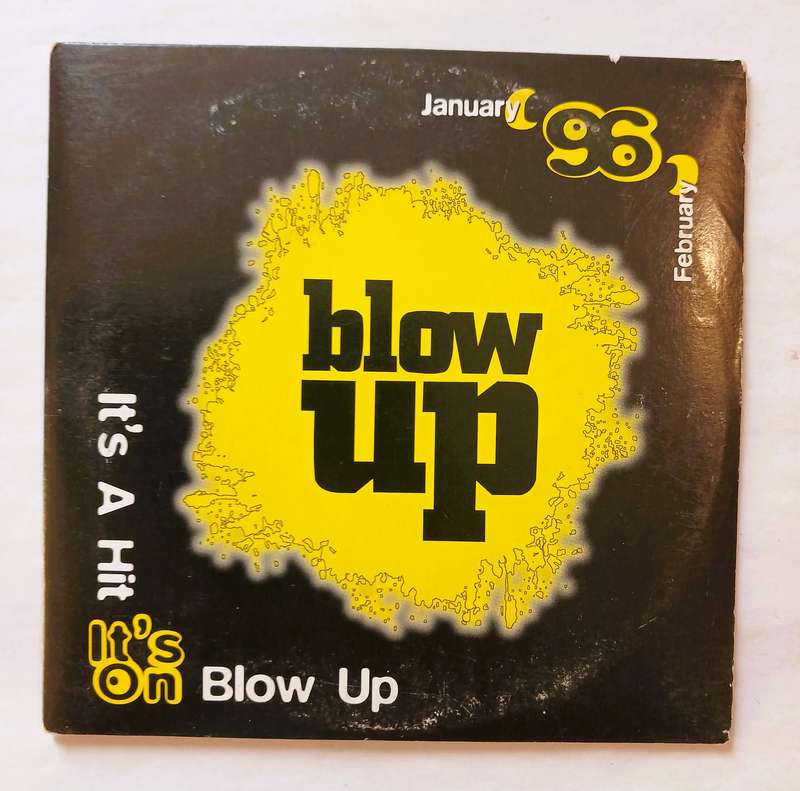 January
96
February
blow
up
It's A Hit
It's
On
Blow Up